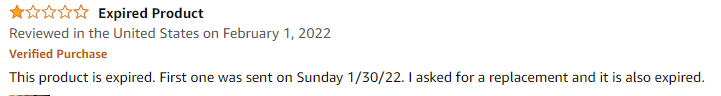 Expired Product
Reviewed in the United States on February 1, 2022
Verified Purchase
This product is expired. First one was sent on Sunday 1/30/22. I asked for a replacement and it is also expired.